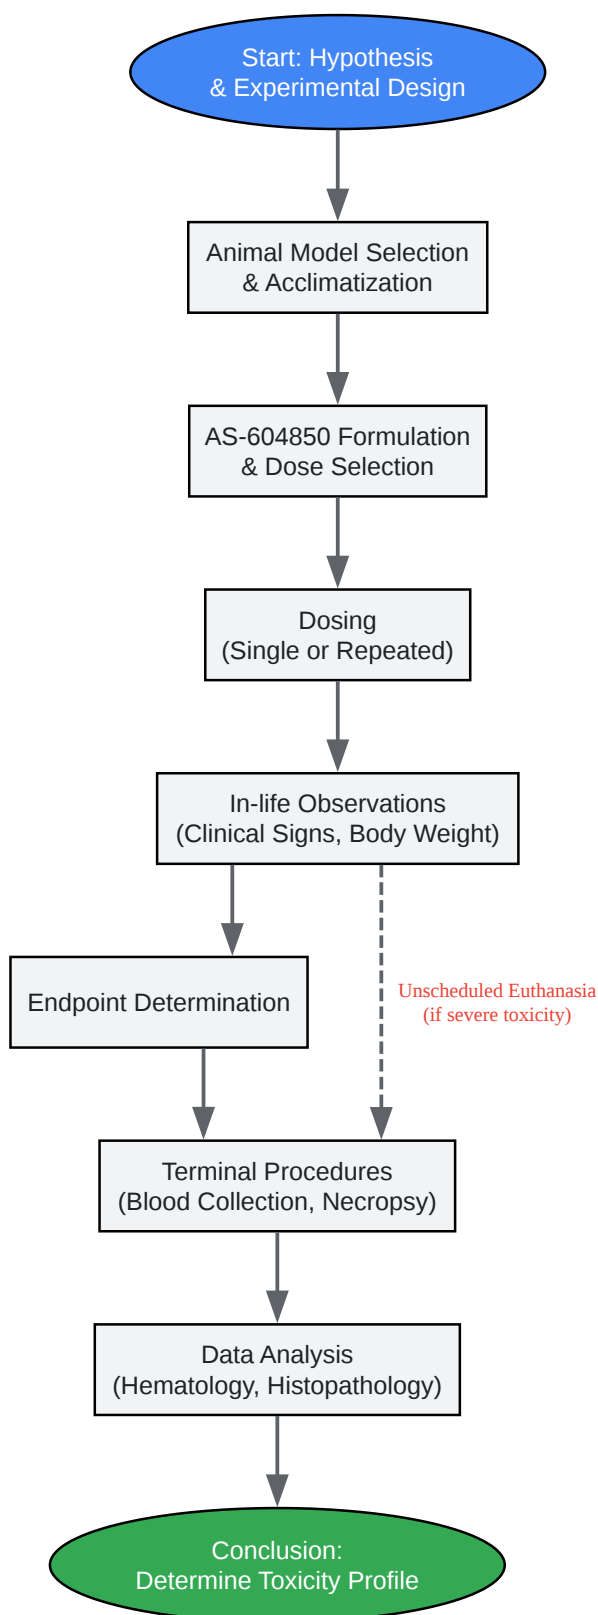 Start: Hypothesis
& Experimental Design
Animal Model Selection
& Acclimatization
AS-604850 Formulation
& Dose Selection
Dosing
(Single or Repeated)
In-life Observations
(Clinical Signs, Body Weight)
Endpoint Determination
Unscheduled Euthanasia
(if severe toxicity)
Terminal Procedures
(Blood Collection, Necropsy)
Data Analysis
(Hematology, Histopathology)
Conclusion:
Determine Toxicity Profile